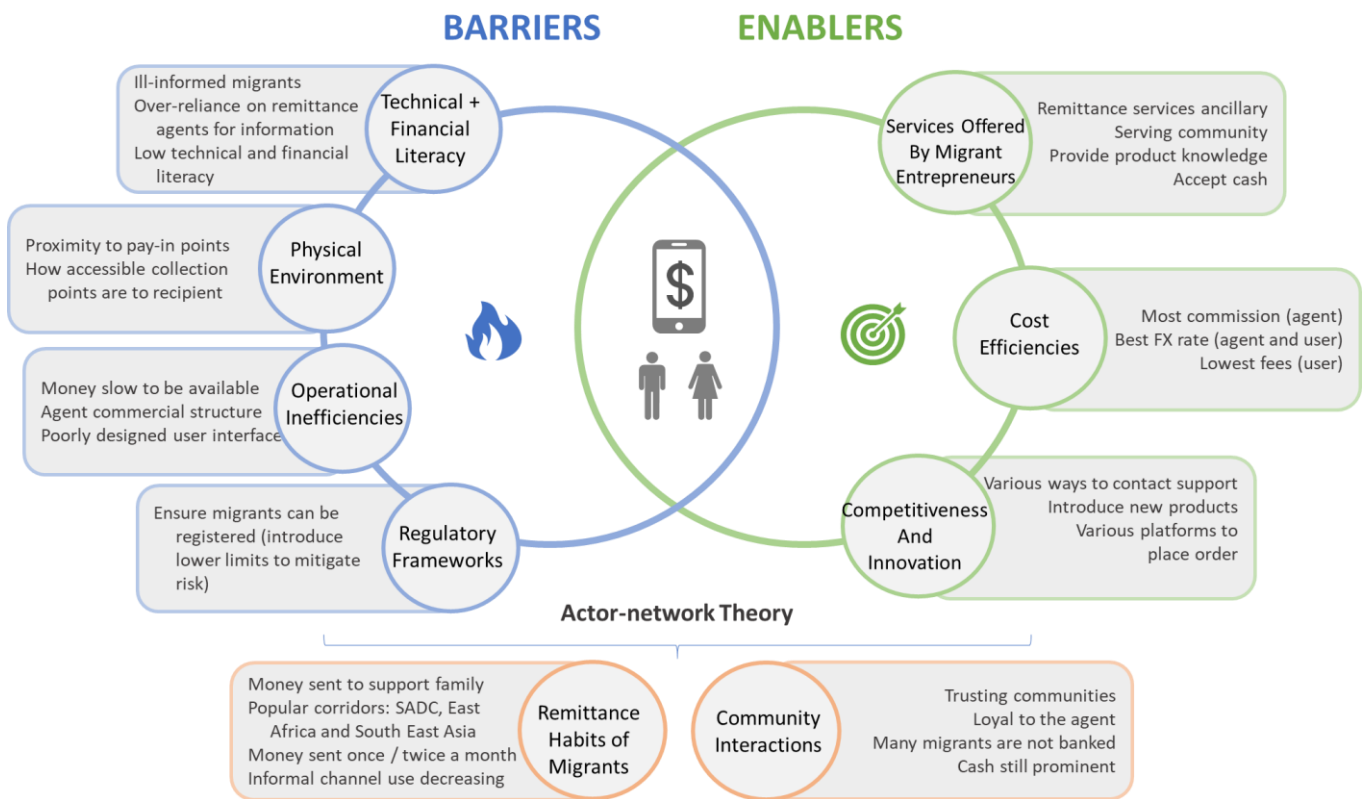 BARRIERS
ENABLERS
Ill-informed migrants
Over-reliance on remittance
agents for information
Low technical and financial
literacy
Technical +
Financial
Literacy
Proximity to pay-in points
How accessible collection
points are to recipient
Physical
Environment
Money slow to be available
Agent commercial structure
Poorly designed user interface
Operational
Inefficiencies
Ensure migrants can be
registered (introduce
lower limits to mitigate
risk)
Regulatory
Frameworks
$
Services Offered
By Migrant
Entrepreneurs
Remittance services ancillary
Serving community
Provide product knowledge
Accept cash
Cost
Efficiencies
Most commission (agent)
Best FX rate (agent and user)
Lowest fees (user)
Competitiveness
And
Innovation
Various ways to contact support
Introduce new products
Various platforms to
place order
Actor-network Theory
Money sent to support family
Popular corridors: SADC, East
Africa and South East Asia
Money sent once / twice a month
Informal channel use decreasing
Remittance
Habits of
Migrants
Community
Interactions
Trusting communities
Loyal to the agent
Many migrants are not banked
Cash still prominent